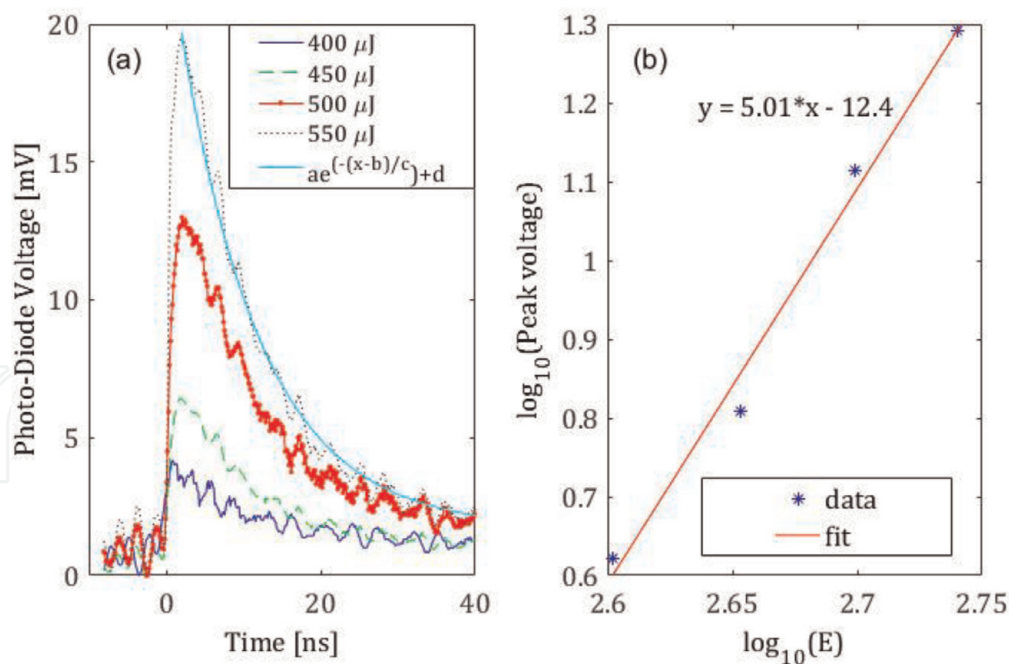 (a)
400 μJ
450 μJ
500 μJ
550 μJ
ae^(-(x-b)/c)+d
Photo-Diode Voltage [mV]
20
15
10
5
0
0 20 40
Time [ns]
(b)
y = 5.01*x - 12.4
log10(Peak voltage)
1.3
1.2
1.1
1
0.9
0.8
0.7
0.6
data
fit
2.6 2.65 2.7 2.75
log10(E)